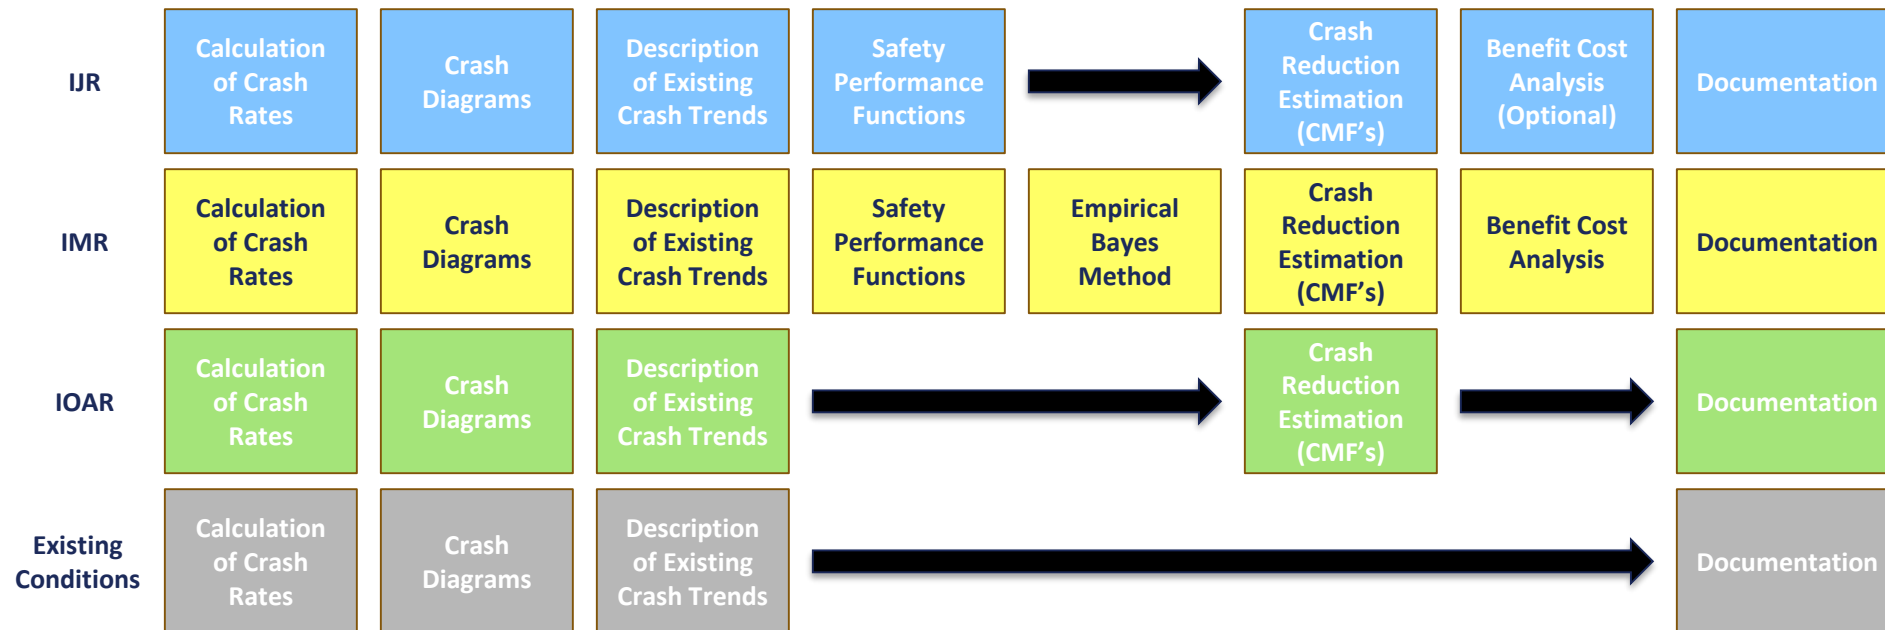 IJR
Calculation
of Crash
Rates
Crash
Diagrams
Description
of Existing
Crash Trends
Safety
Performance
Functions
Crash
Reduction
Estimation
(CMF’s)
Benefit Cost
Analysis
(Optional)
Documentation
IMR
Calculation
of Crash
Rates
Crash
Diagrams
Description
of Existing
Crash Trends
Safety
Performance
Functions
Empirical
Bayes
Method
Crash
Reduction
Estimation
(CMF’s)
Benefit Cost
Analysis
Documentation
IOAR
Calculation
of Crash
Rates
Crash
Diagrams
Description
of Existing
Crash Trends
Crash
Reduction
Estimation
(CMF’s)
Documentation
Existing
Conditions
Calculation
of Crash
Rates
Crash
Diagrams
Description
of Existing
Crash Trends
Documentation